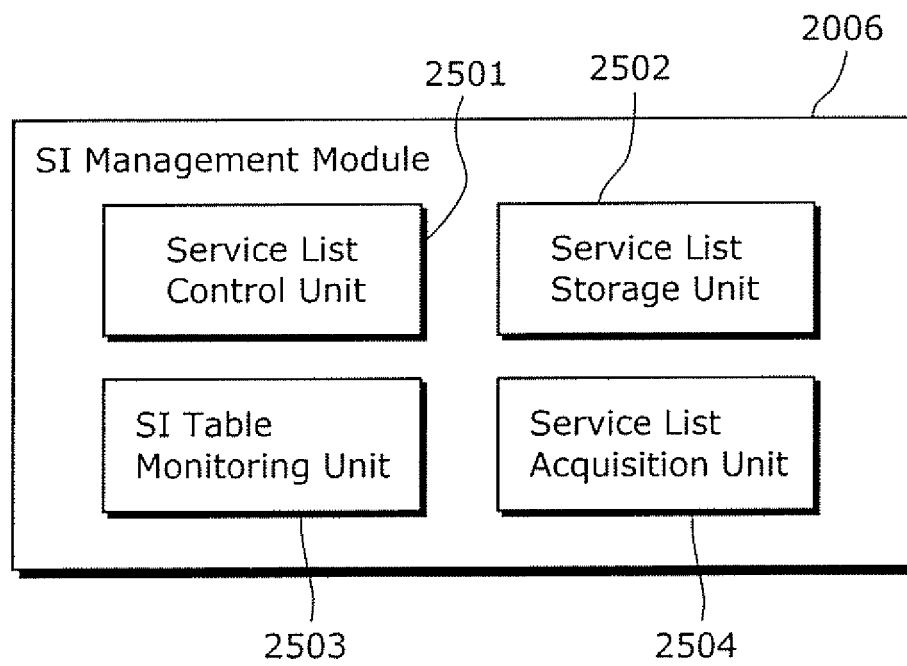 2006
2501
2502
SI Management Module
Service List
Control Unit
Service List
Storage Unit
SI Table
Monitoring Unit
Service List
Acquisition Unit
2503
2504